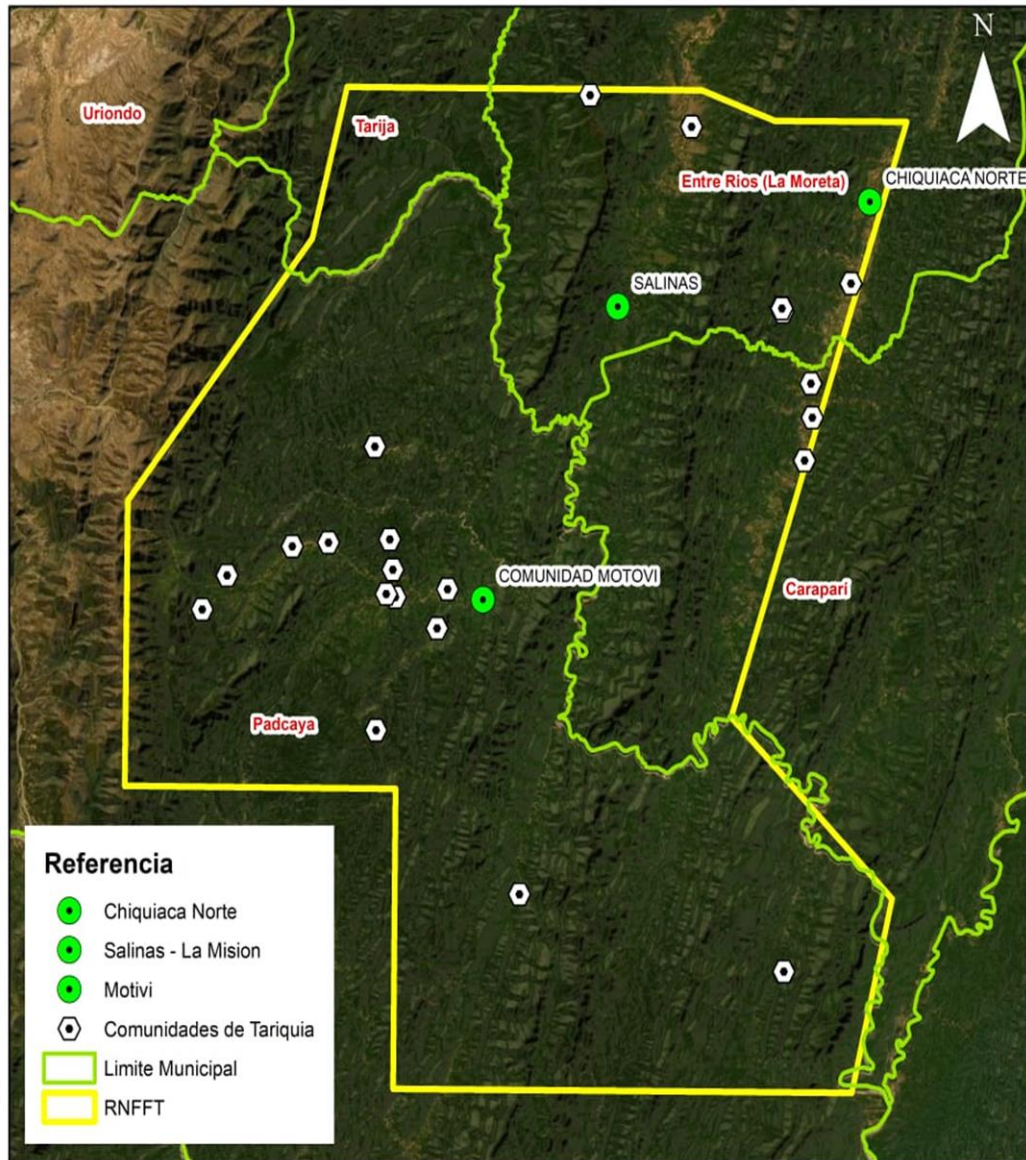 N
Uriondo
Tarija
Entre Rios (La Moreta)
CHIQUIACA NORTE
SALINAS
COMUNIDAD MOTOVI
Caraparí
Padcaya
Referencia
Chiquiaca Norte
Salinas - La Mision
Motivi
Comunidades de Tariquia
Limite Municipal
RNFFT